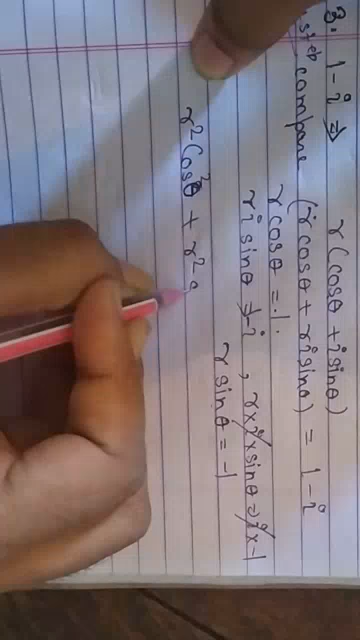 3. 1 - i ⇒ r (cosθ + i sinθ)
1st step compare (r cosθ + r i sinθ) = 1 - i
r cosθ = 1.
r i sinθ = -i , r × i × sinθ = i × -1
r sinθ = -1
r² cos²θ + r² s